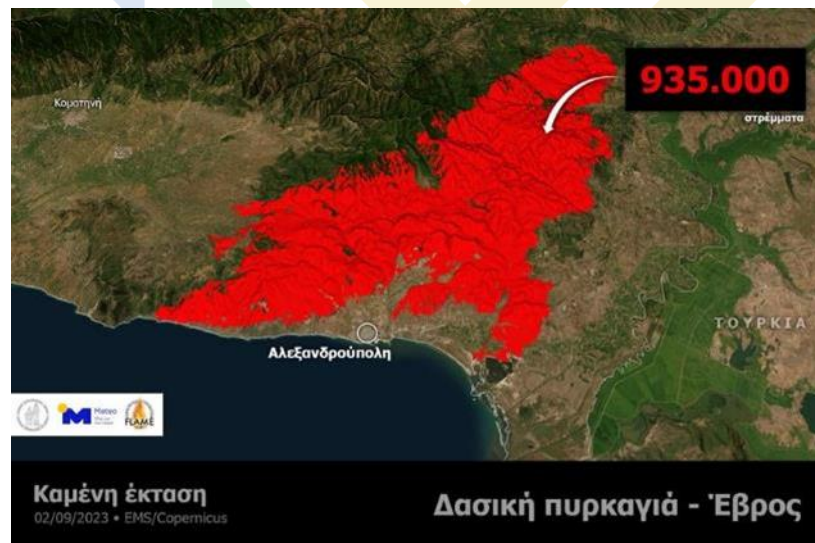 935.000
στρέμματα
Κομοτηνή
ΤΟΥΡΚΙΑ
Αλεξανδρούπολη
Meteo
FLAME
Καμένη έκταση
02/09/2023 • EMS/Copernicus
Δασική πυρκαγιά - Έβρος